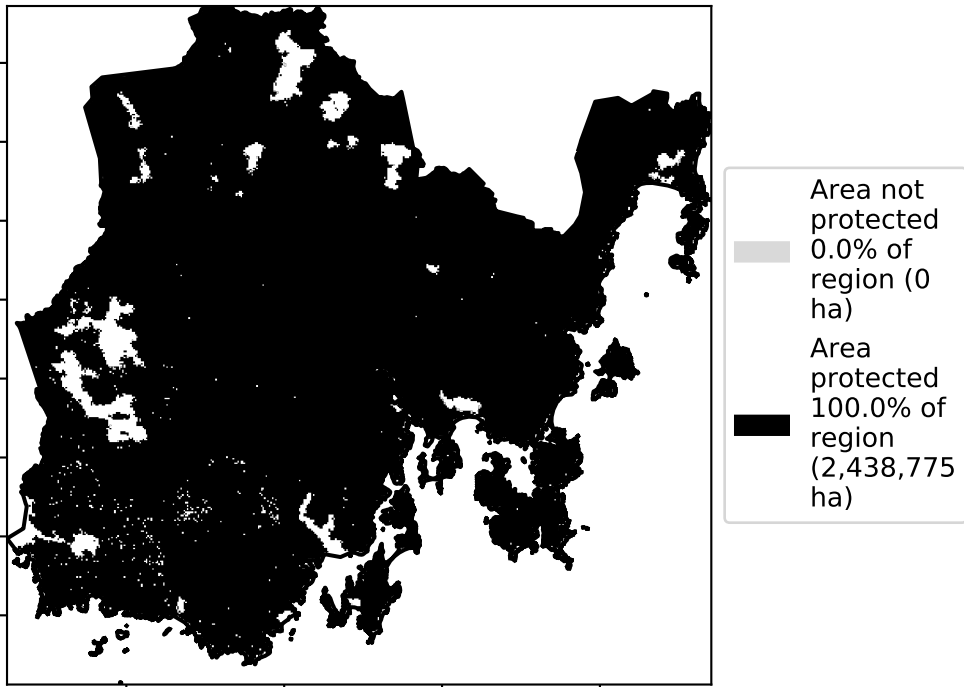 Area not
protected
0.0% of
region (0
ha)
Area
protected
100.0% of
region
(2,438,775
ha)